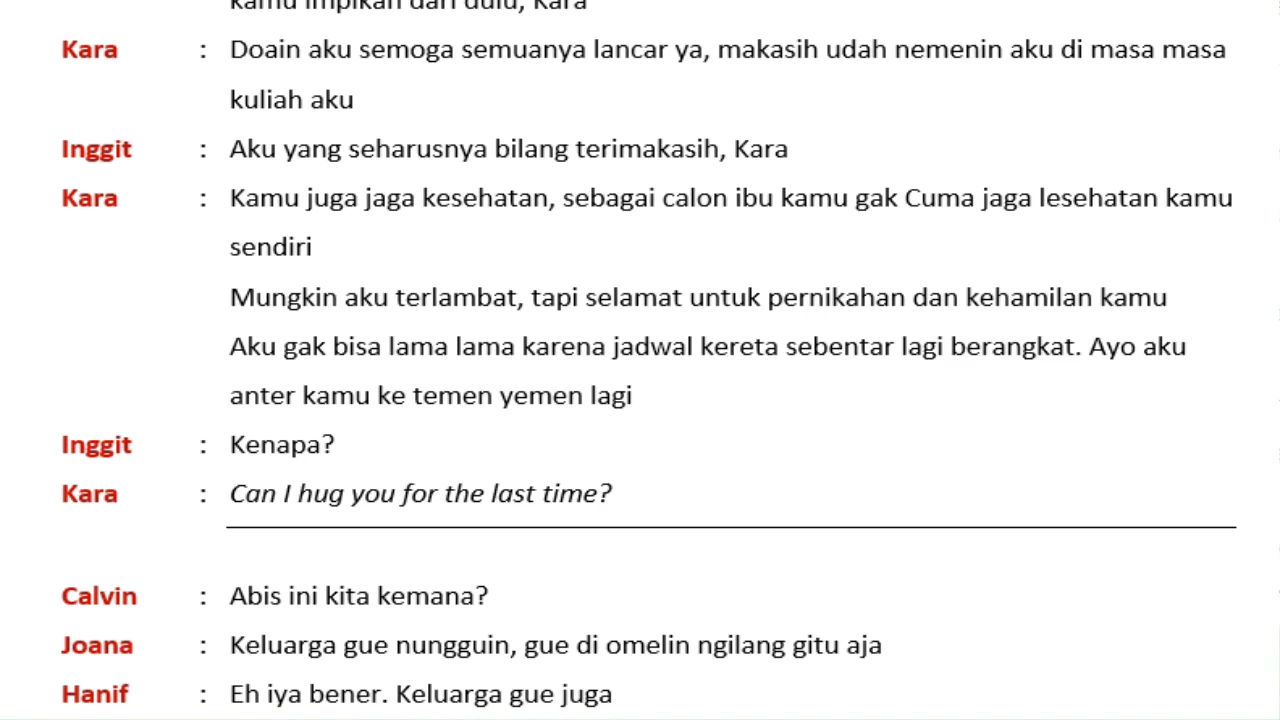 kamu impikan dari dulu, Kara
Kara : Doain aku semoga semuanya lancar ya, makasih udah nemenin aku di masa masa
kuliah aku
Inggit : Aku yang seharusnya bilang terimakasih, Kara
Kara : Kamu juga jaga kesehatan, sebagai calon ibu kamu gak Cuma jaga lesehatan kamu
sendiri
Mungkin aku terlambat, tapi selamat untuk pernikahan dan kehamilan kamu
Aku gak bisa lama lama karena jadwal kereta sebentar lagi berangkat. Ayo aku
anter kamu ke temen yemen lagi
Inggit : Kenapa?
Kara : Can I hug you for the last time?
Calvin : Abis ini kita kemana?
Joana : Keluarga gue nungguin, gue di omelin ngilang gitu aja
Hanif : Eh iya bener. Keluarga gue juga